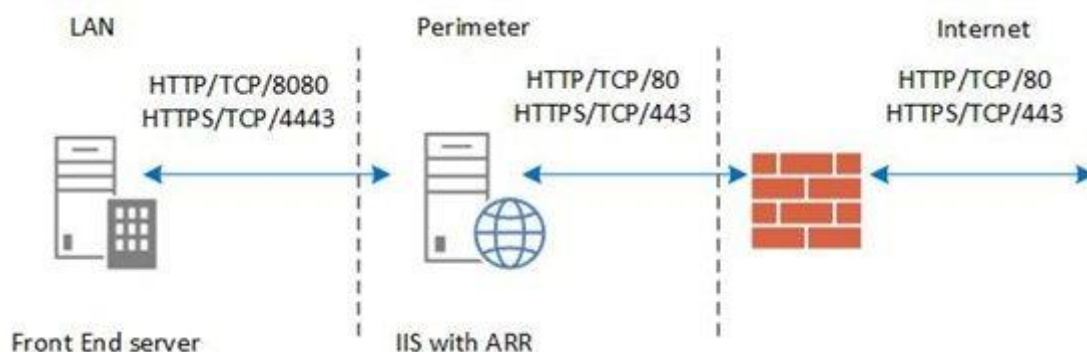 LAN
Perimeter
Internet
HTTP/TCP/8080
HTTPS/TCP/4443
HTTP/TCP/80
HTTPS/TCP/443
HTTP/TCP/80
HTTPS/TCP/443
Front End server
IIS with ARR